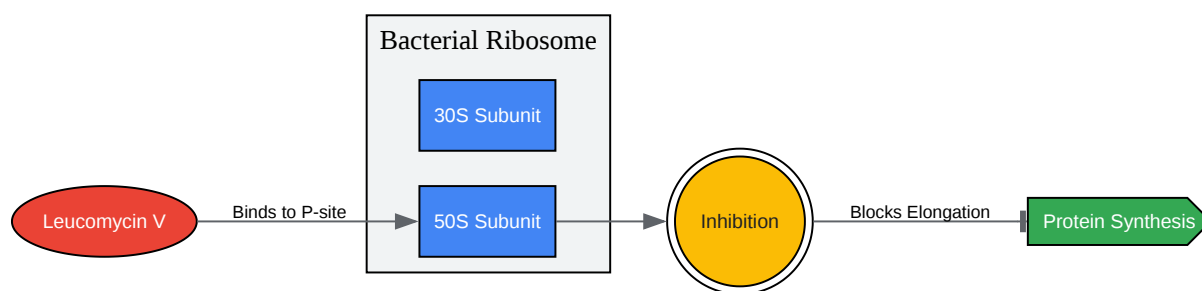 Bacterial Ribosome
30S Subunit
Leucomycin V
Binds to P-site
50S Subunit
Inhibition
Blocks Elongation
Protein Synthesis